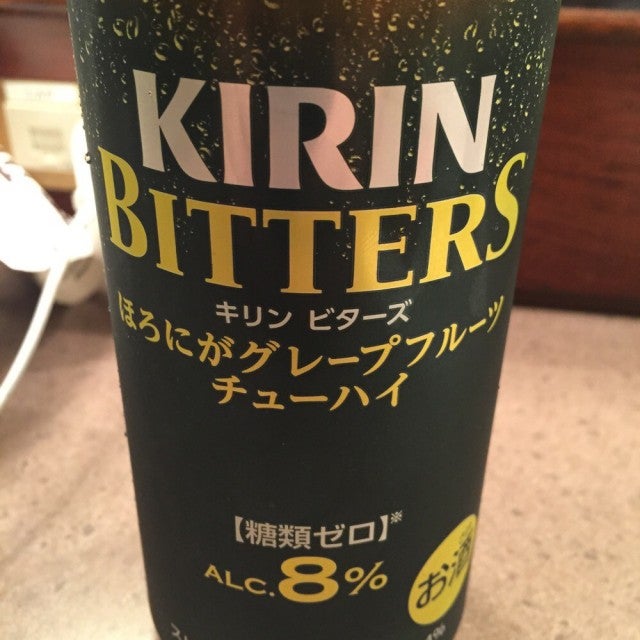 KIRIN
BITTERS
キリン ビターズ
ほろにがグレープフルーツ
チューハイ
【糖類ゼロ】※
ALC.8%
お酒